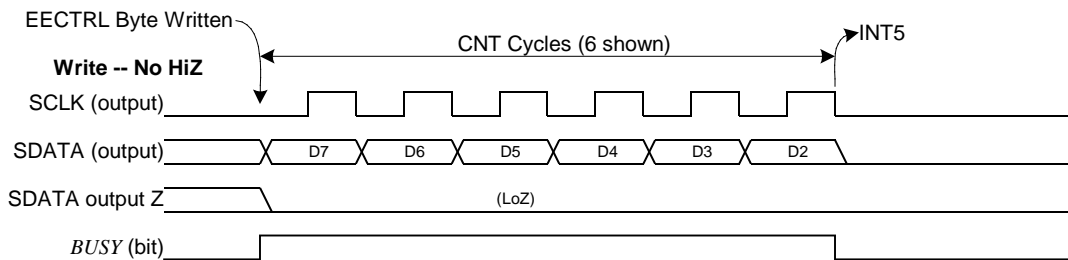 EECTRL Byte Written
CNT Cycles (6 shown)
INT5
Write -- No HiZ
SCLK (output)
SDATA (output)
D7 D6 D5 D4 D3 D2
SDATA output Z
(LoZ)
BUSY (bit)